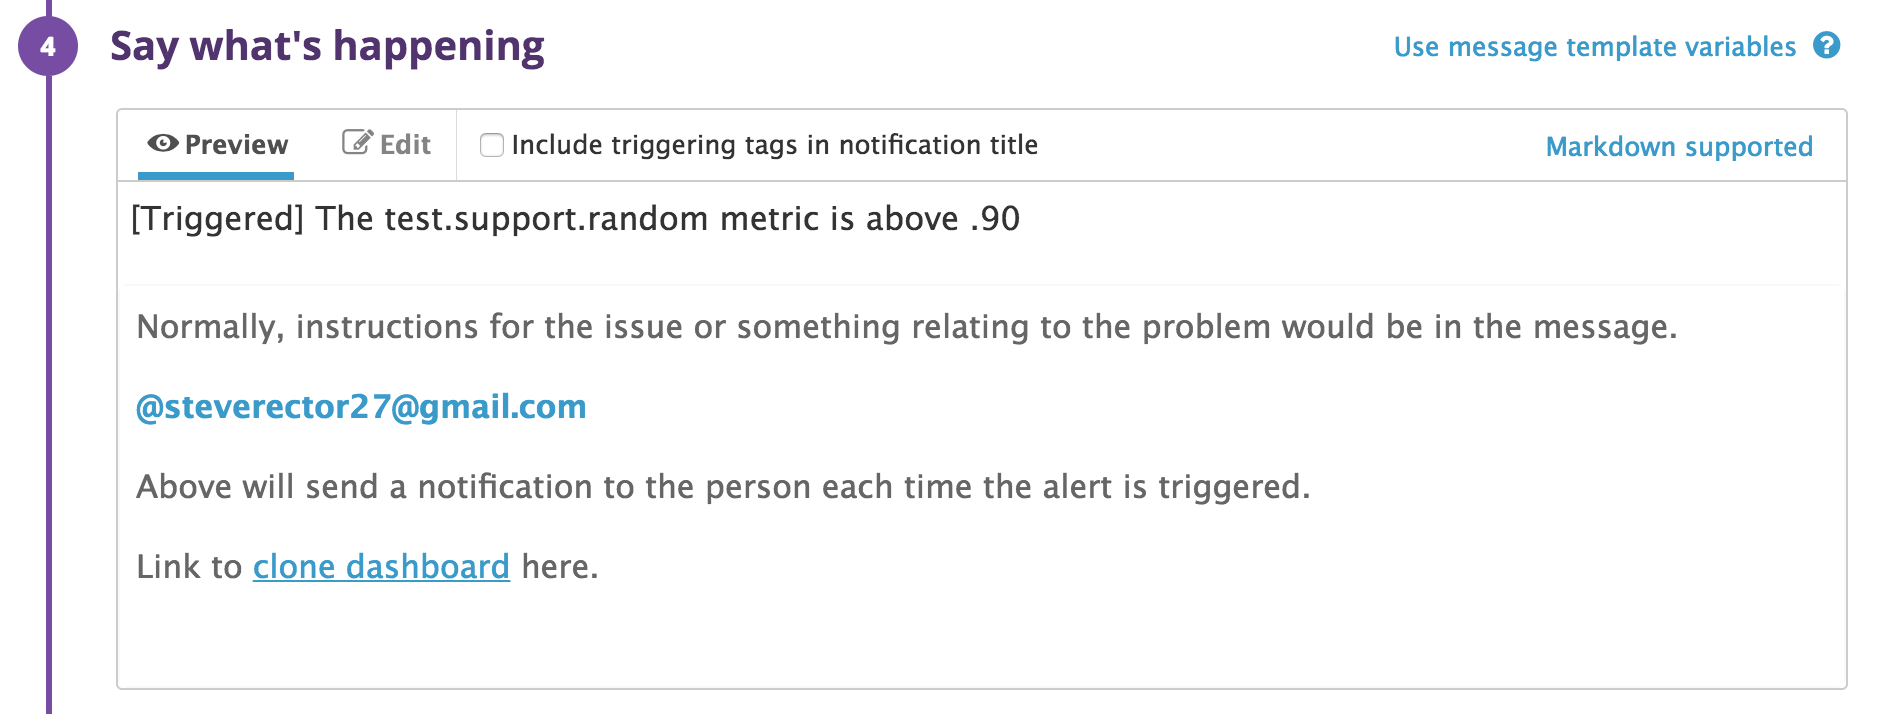 4
Say what's happening
Use message template variables ?
Preview
Edit
Include triggering tags in notification title
Markdown supported
[Triggered] The test.support.random metric is above .90
Normally, instructions for the issue or something relating to the problem would be in the message.
@steverector27@gmail.com
Above will send a notification to the person each time the alert is triggered.
Link to clone dashboard here.